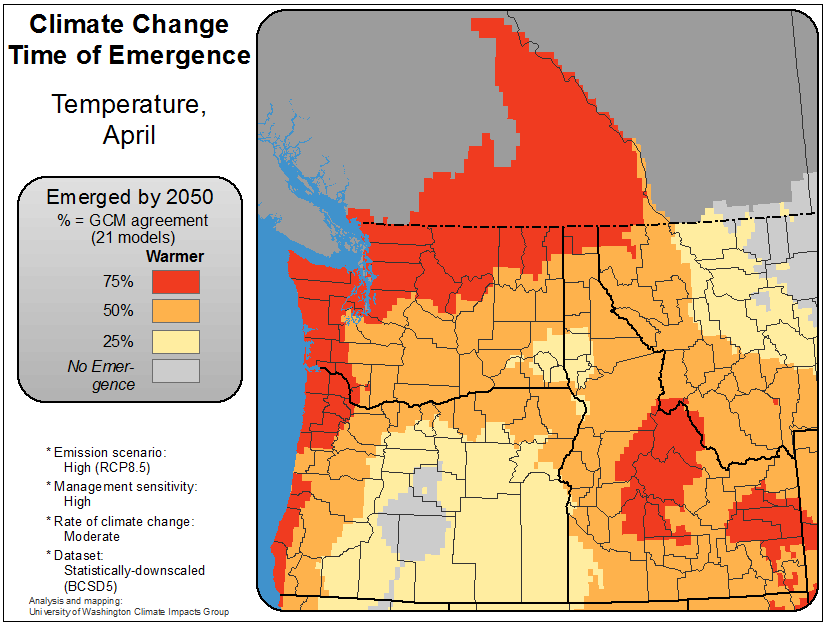 Climate Change
Time of Emergence
Temperature,
April
Emerged by 2050
% = GCM agreement
(21 models)
Warmer
75%
50%
25%
No Emer-
gence
* Emission scenario:
High (RCP8.5)
* Management sensitivity:
High
* Rate of climate change:
Moderate
* Dataset:
Statistically-downscaled
(BCSD5)
Analysis and mapping:
University of Washington Climate Impacts Group